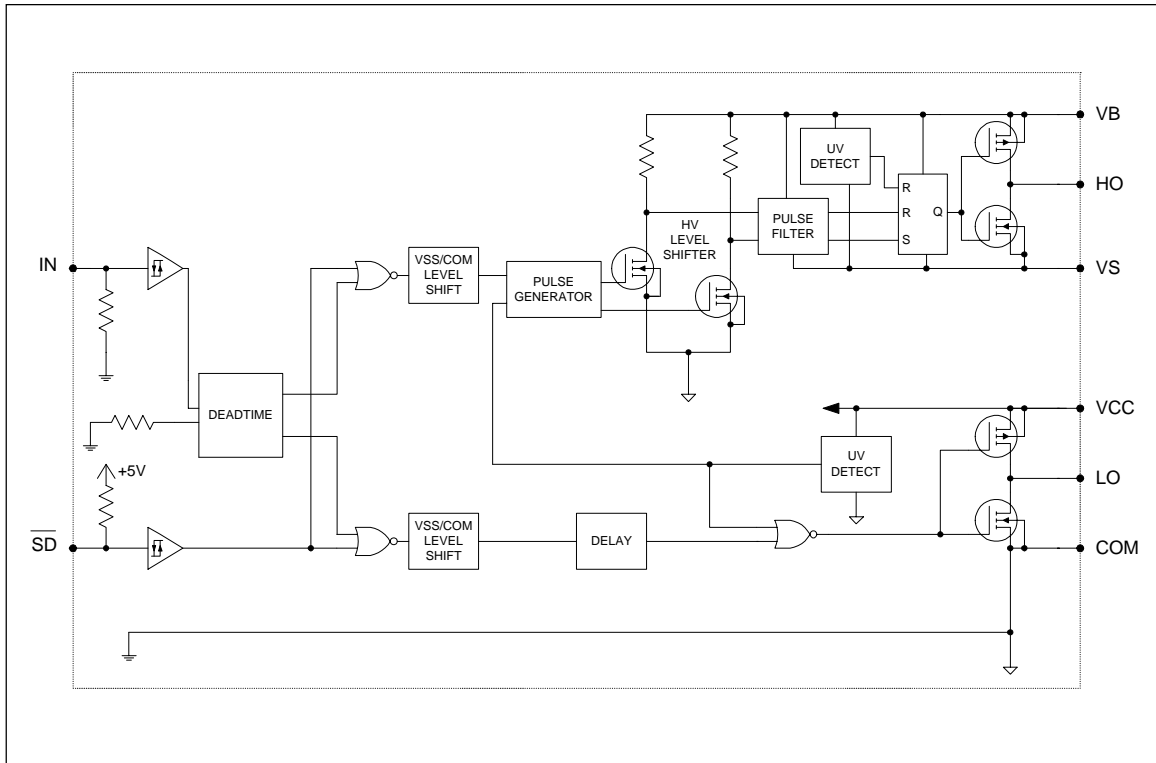 VB
UV
DETECT
HO
R
R
Q
S
PULSE
FILTER
HV
LEVEL
SHIFTER
VS
IN
VSS/COM
LEVEL
SHIFT
PULSE
GENERATOR
DEADTIME
VCC
+5V
UV
DETECT
LO
SD
VSS/COM
LEVEL
SHIFT
DELAY
COM